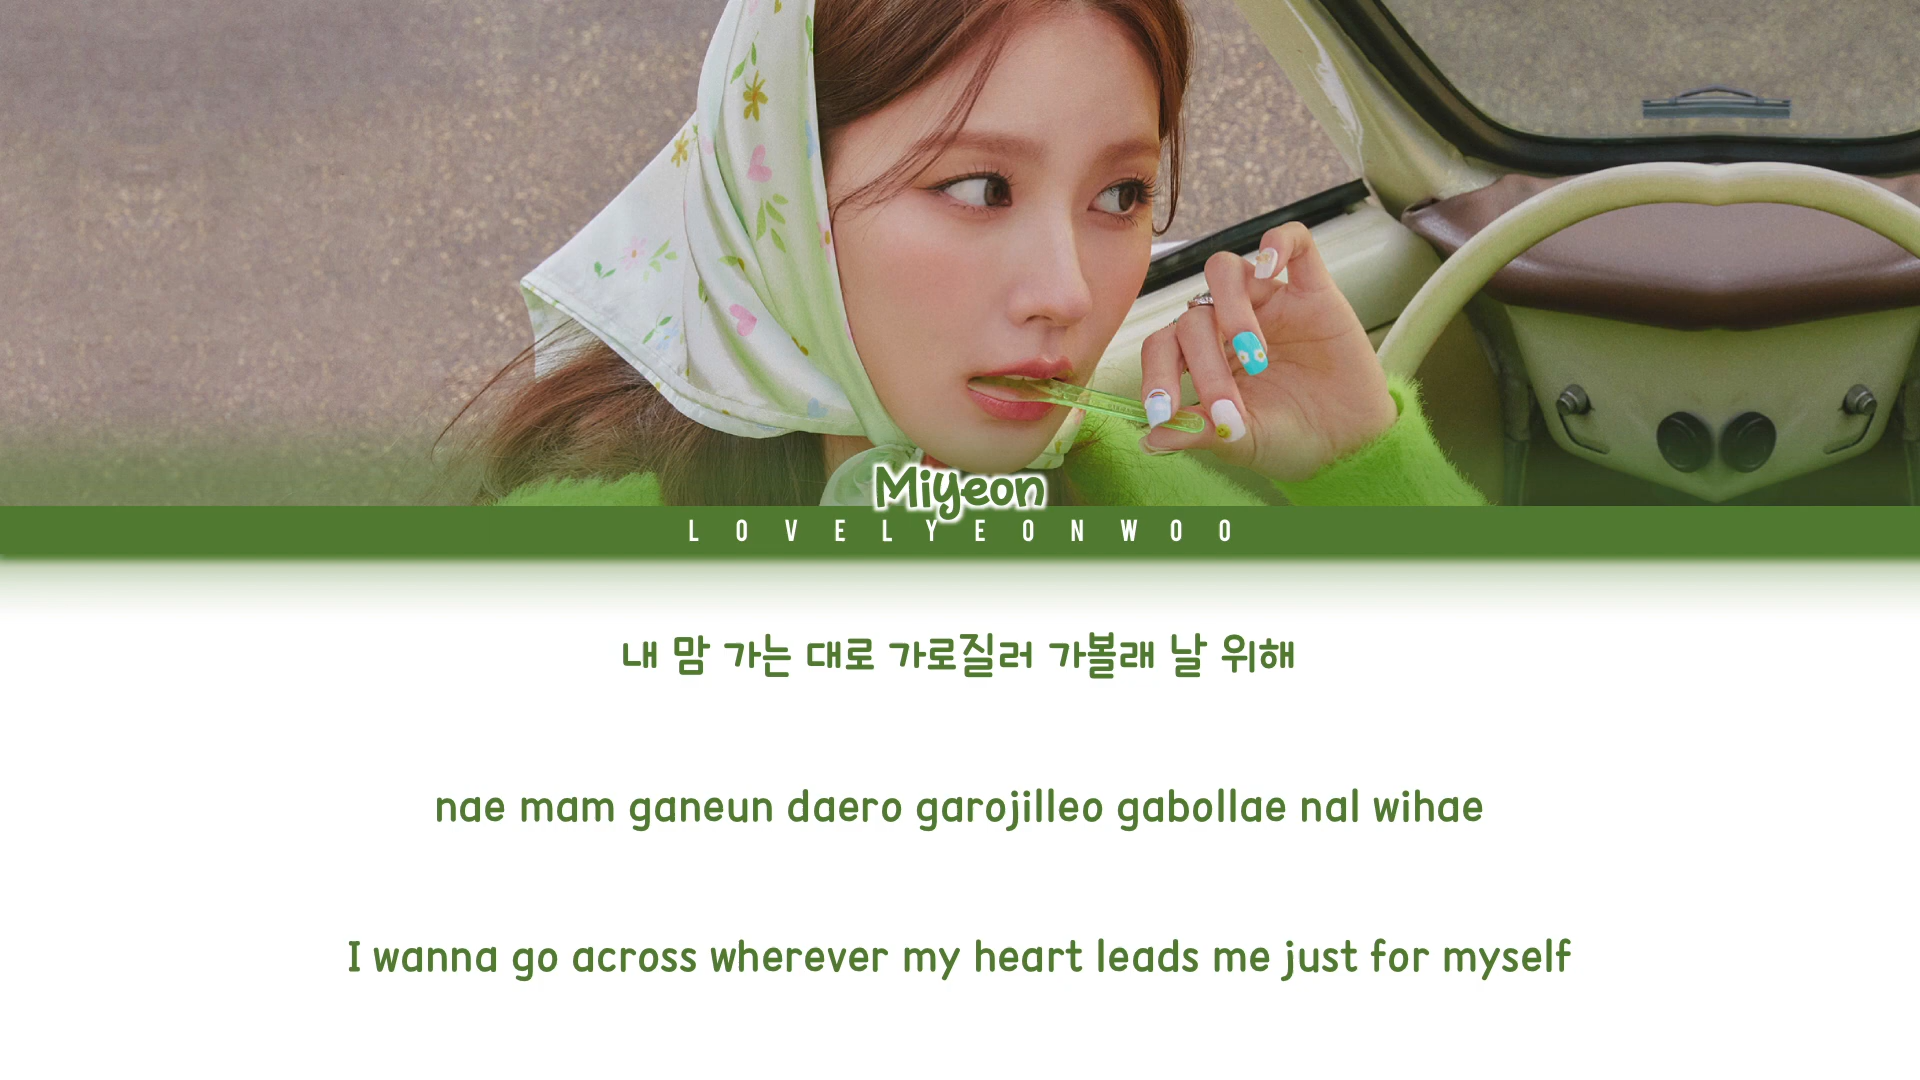 Miyeon
LOVELYEONWOO
내 맘 가는 대로 가로질러 가볼래 날 위해
nae mam ganeun daero garojilleo gabollae nal wihae
I wanna go across wherever my heart leads me just for myself